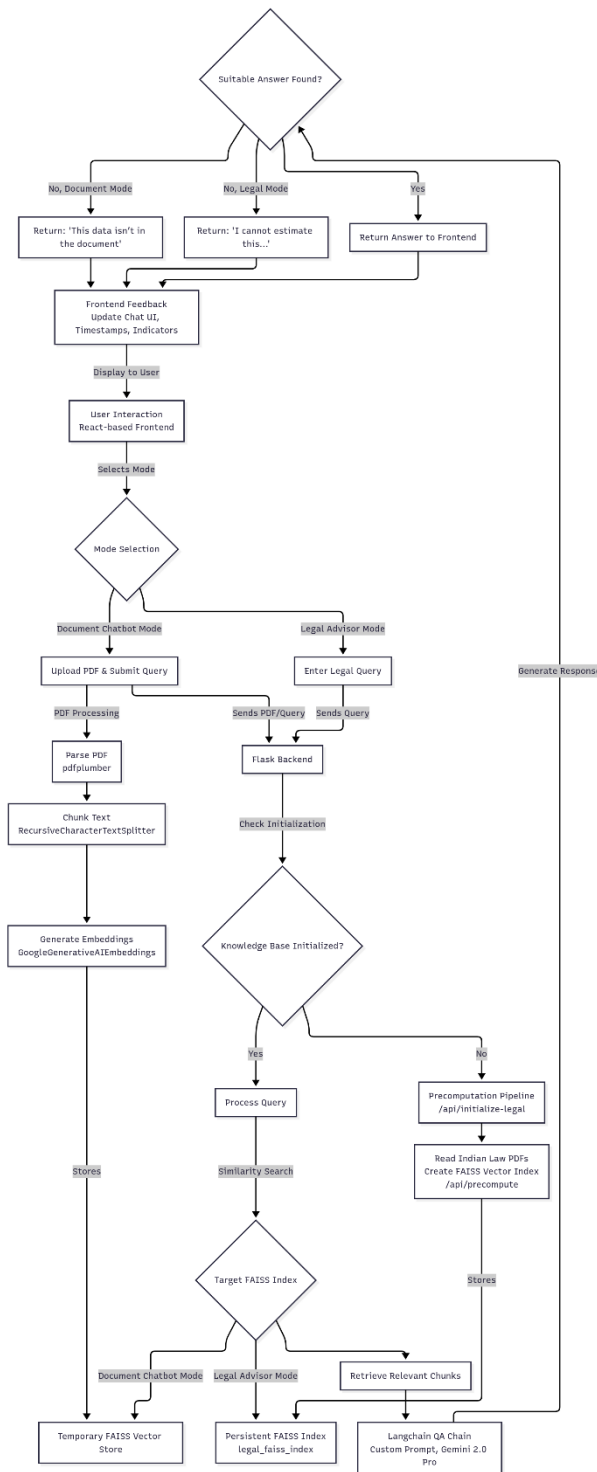 Suitable Answer Found?
No, Document Mode
No, Legal Mode
Yes
Return: 'This data isn't in
the document'
Return: 'I cannot estimate
this...'
Return Answer to Frontend
Frontend Feedback
Update Chat UI,
Timestamps, Indicators
Display to User
User Interaction
React-based Frontend
Selects Mode
Mode Selection
Document Chatbot Mode
Legal Advisor Mode
Upload PDF & Submit Query
Enter Legal Query
Generate Response
PDF Processing
Sends PDF/Query
Sends Query
Parse PDF
pdfplumber
Flask Backend
Chunk Text
RecursiveCharacterTextSplitter
Check Initialization
Generate Embeddings
GoogleGenerativeAIEmbeddings
Knowledge Base Initialized?
Yes
No
Process Query
Precomputation Pipeline
/api/initialize-legal
Stores
Similarity Search
Read Indian Law PDFs
Create FAISS Vector Index
/api/precompute
Target FAISS Index
Stores
Document Chatbot Mode
Legal Advisor Mode
Retrieve Relevant Chunks
Temporary FAISS Vector
Store
Persistent FAISS Index
legal_faiss_index
Langchain QA Chain
Custom Prompt, Gemini 2.0
Pro